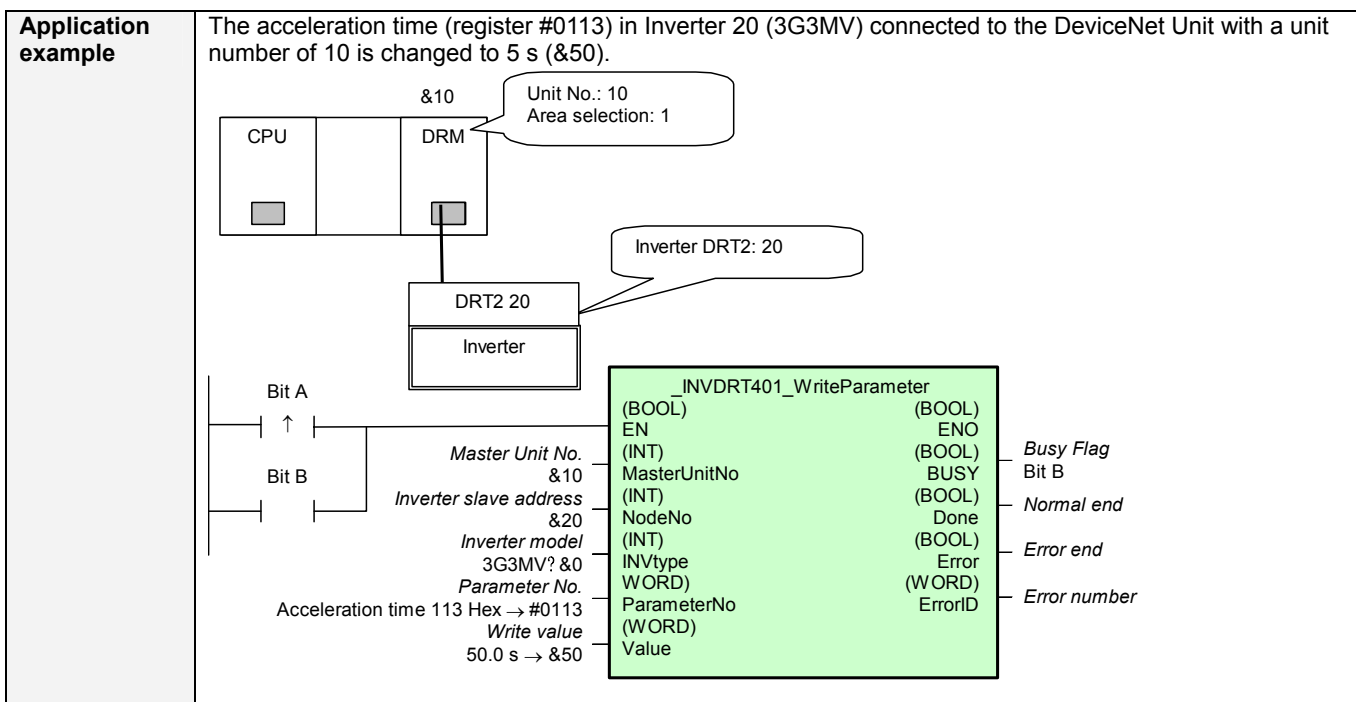 Application
example
The acceleration time (register #0113) in Inverter 20 (3G3MV) connected to the DeviceNet Unit with a unit
number of 10 is changed to 5 s (&50).
&10
Unit No.: 10
Area selection: 1
CPU
DRM
Inverter DRT2: 20
DRT2 20
Inverter
_INVDRT401_WriteParameter
Bit A
(BOOL) (BOOL)
↑
EN ENO
Master Unit No. (INT) (BOOL) Busy Flag
&10 MasterUnitNo BUSY Bit B
Bit B
Inverter slave address (INT) (BOOL) Normal end
&20 NodeNo Done
Inverter model (INT) (BOOL) Error end
3G3MV? &0 INVtype Error
Parameter No. WORD) (WORD) Error number
Acceleration time 113 Hex → #0113 ParameterNo ErrorID
Write value (WORD)
50.0 s → &50 Value